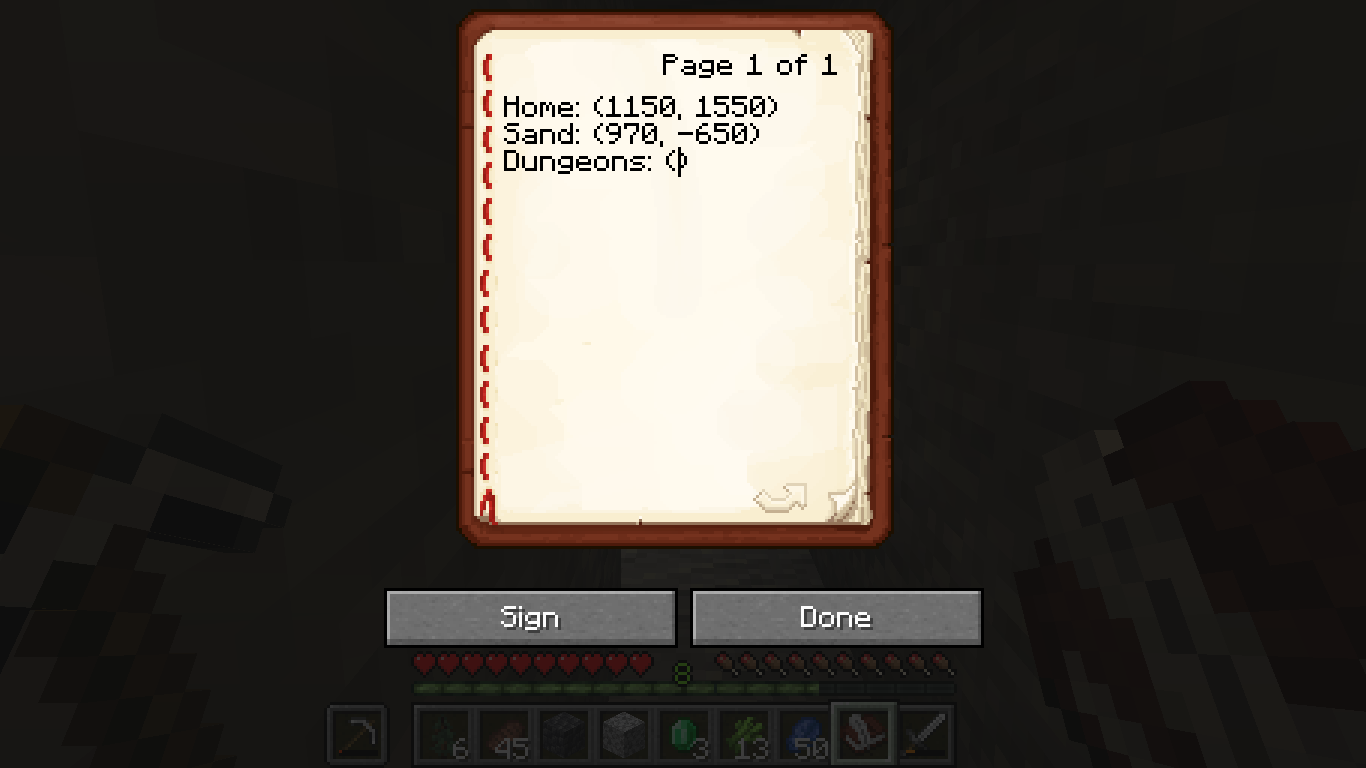 Page 1 of 1
Home: (1150, 1550)
Sand: (970, -650)
Dungeons: ()
Sign
Done
8
6
45
3
13
50